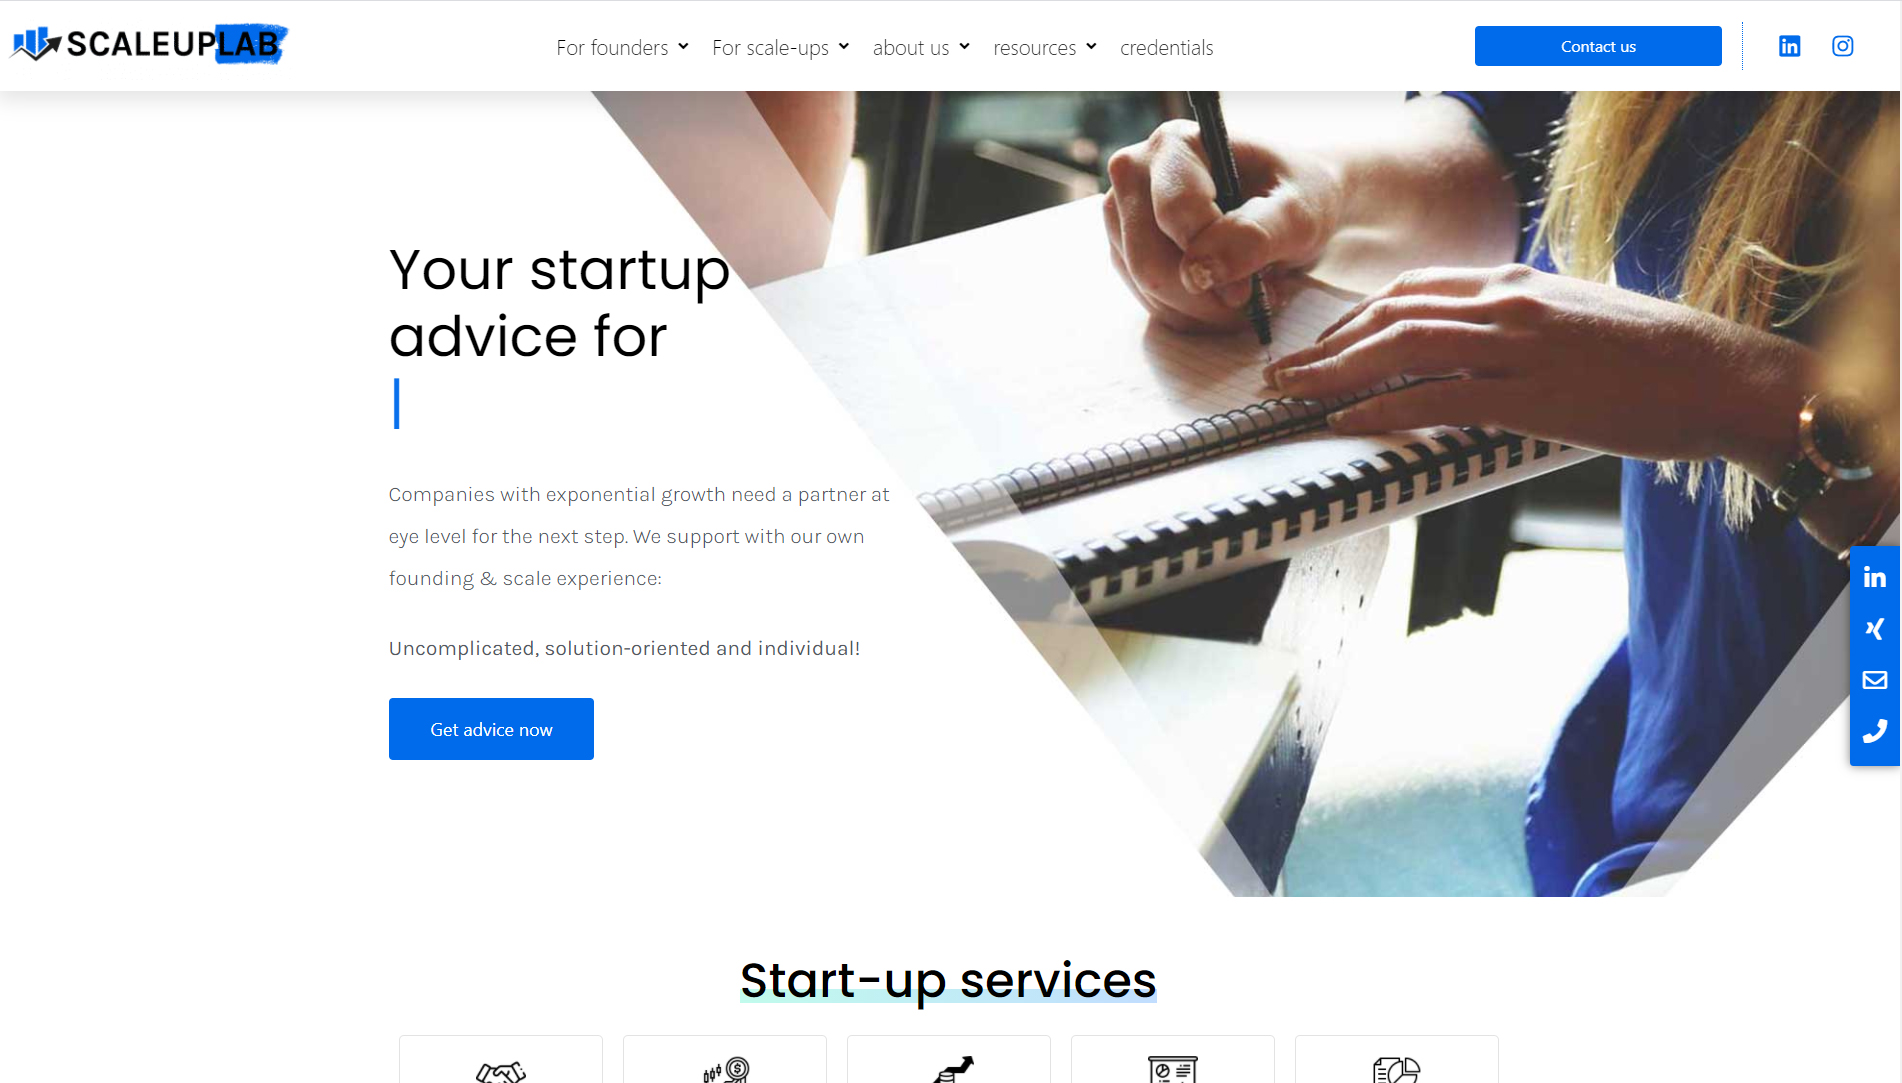 SCALEUPLAB
For founders
For scale-ups
about us
resources
credentials
Contact us
Your startup
advice for
Companies with exponential growth need a partner at
eye level for the next step. We support with our own
founding & scale experience:
Uncomplicated, solution-oriented and individual!
Get advice now
Start-up services